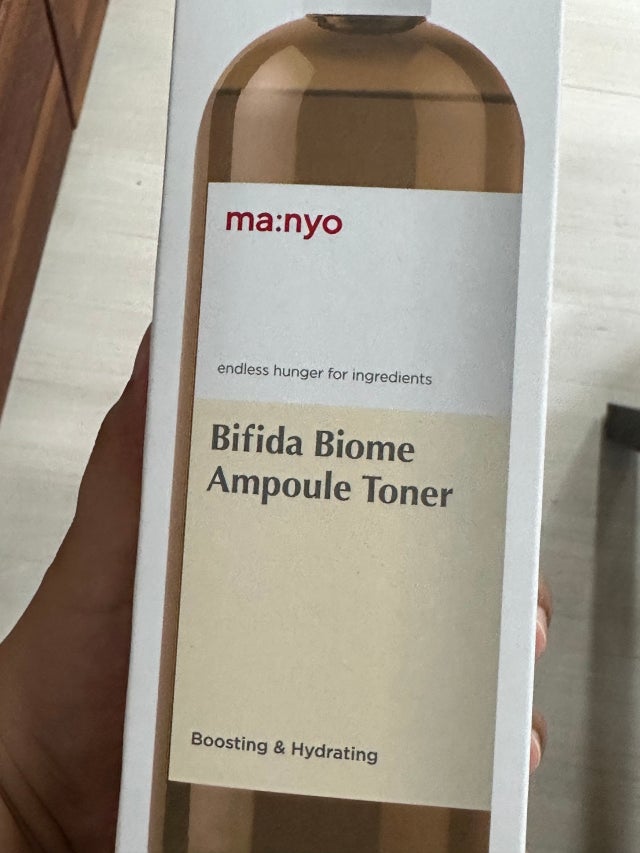 ma:nyo
endless hunger for ingredients
Bifida Biome
Ampoule Toner
Boosting & Hydrating